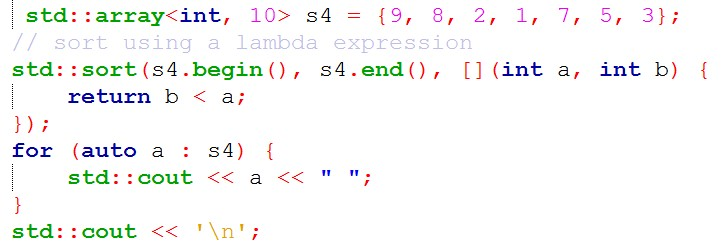 std::array<int, 10> s4 = {9, 8, 2, 1, 7, 5, 3};
// sort using a lambda expression
std::sort(s4.begin(), s4.end(), [](int a, int b) {
    return b < a;
});
for (auto a : s4) {
    std::cout << a << " ";
}
std::cout << '\n';